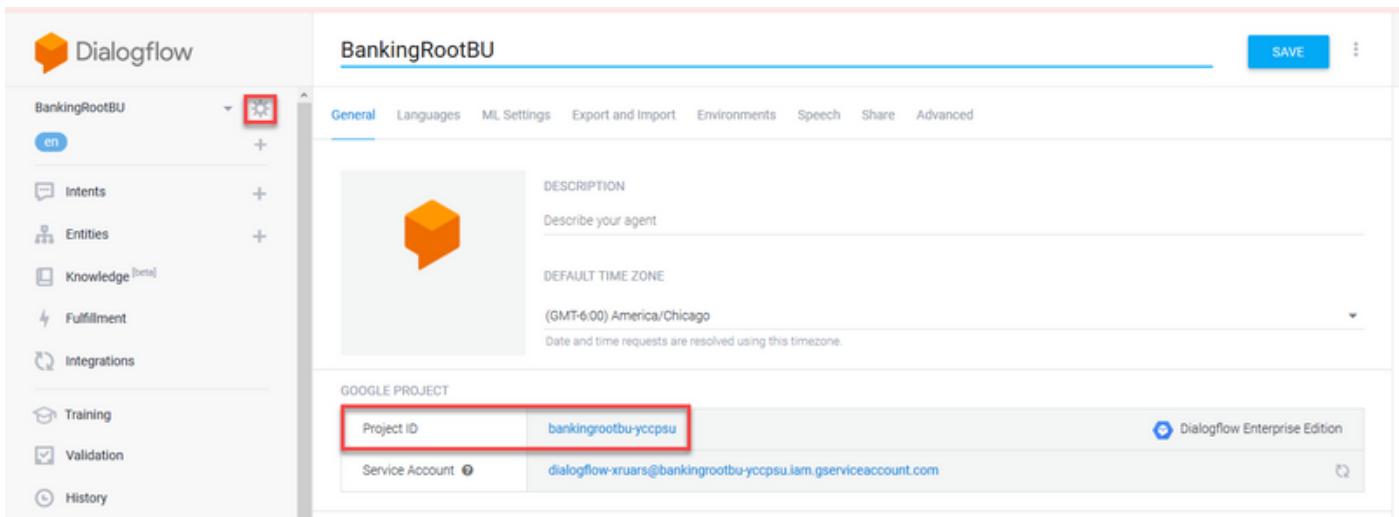 Dialogflow
BankingRootBU
en
Intents
Entities
Knowledge [beta]
Fulfillment
Integrations
Training
Validation
History
BankingRootBU
SAVE
General Languages ML Settings Export and Import Environments Speech Share Advanced
DESCRIPTION
Describe your agent
DEFAULT TIME ZONE
(GMT-6:00) America/Chicago
Date and time requests are resolved using this timezone.
GOOGLE PROJECT
Project ID bankingrootbu-yccpsu Dialogflow Enterprise Edition
Service Account dialogflow-xruars@bankingrootbu-yccpsu.iam.gserviceaccount.com